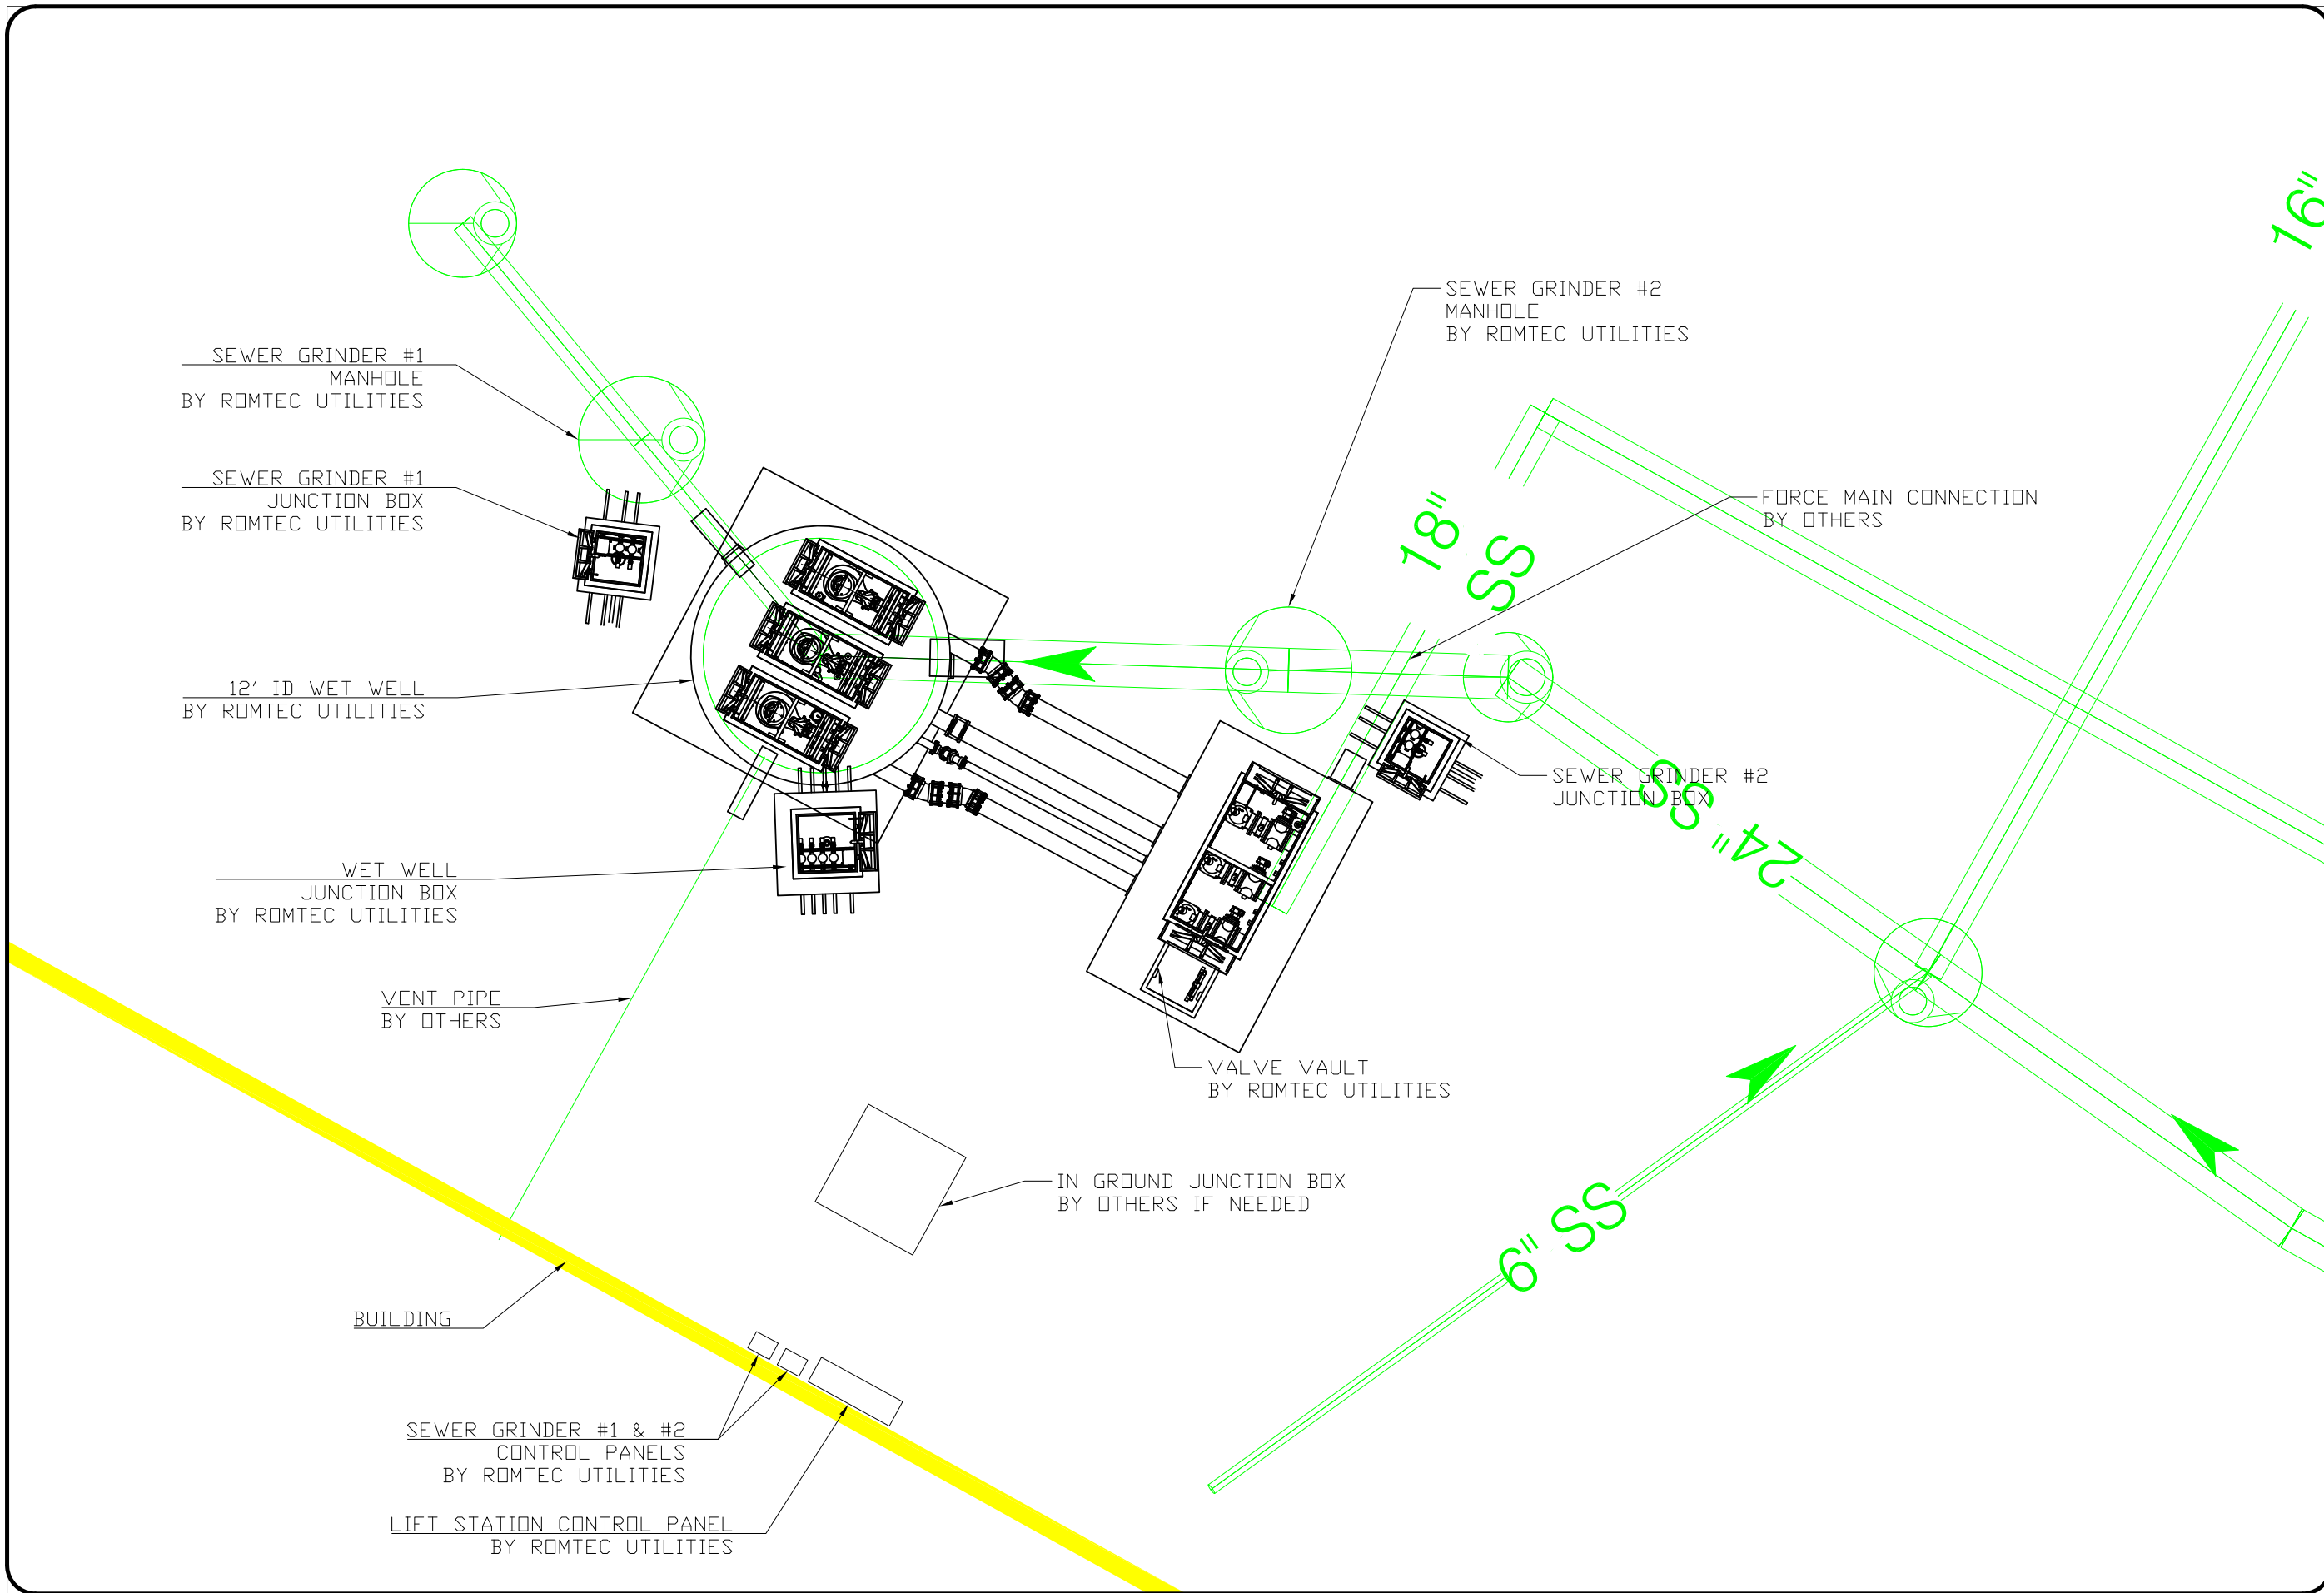 16"
SEWER GRINDER #2
MANHOLE
BY ROMTEC UTILITIES
SEWER GRINDER #1
MANHOLE
BY ROMTEC UTILITIES
SEWER GRINDER #1
JUNCTION BOX
BY ROMTEC UTILITIES
18"
SS
FORCE MAIN CONNECTION
BY OTHERS
12' ID WET WELL
BY ROMTEC UTILITIES
SEWER GRINDER #2
JUNCTION BOX
24" SS
WET WELL
JUNCTION BOX
BY ROMTEC UTILITIES
VENT PIPE
BY OTHERS
VALVE VAULT
BY ROMTEC UTILITIES
IN GROUND JUNCTION BOX
BY OTHERS IF NEEDED
6" SS
BUILDING
SEWER GRINDER #1 & #2
CONTROL PANELS
BY ROMTEC UTILITIES
LIFT STATION CONTROL PANEL
BY ROMTEC UTILITIES